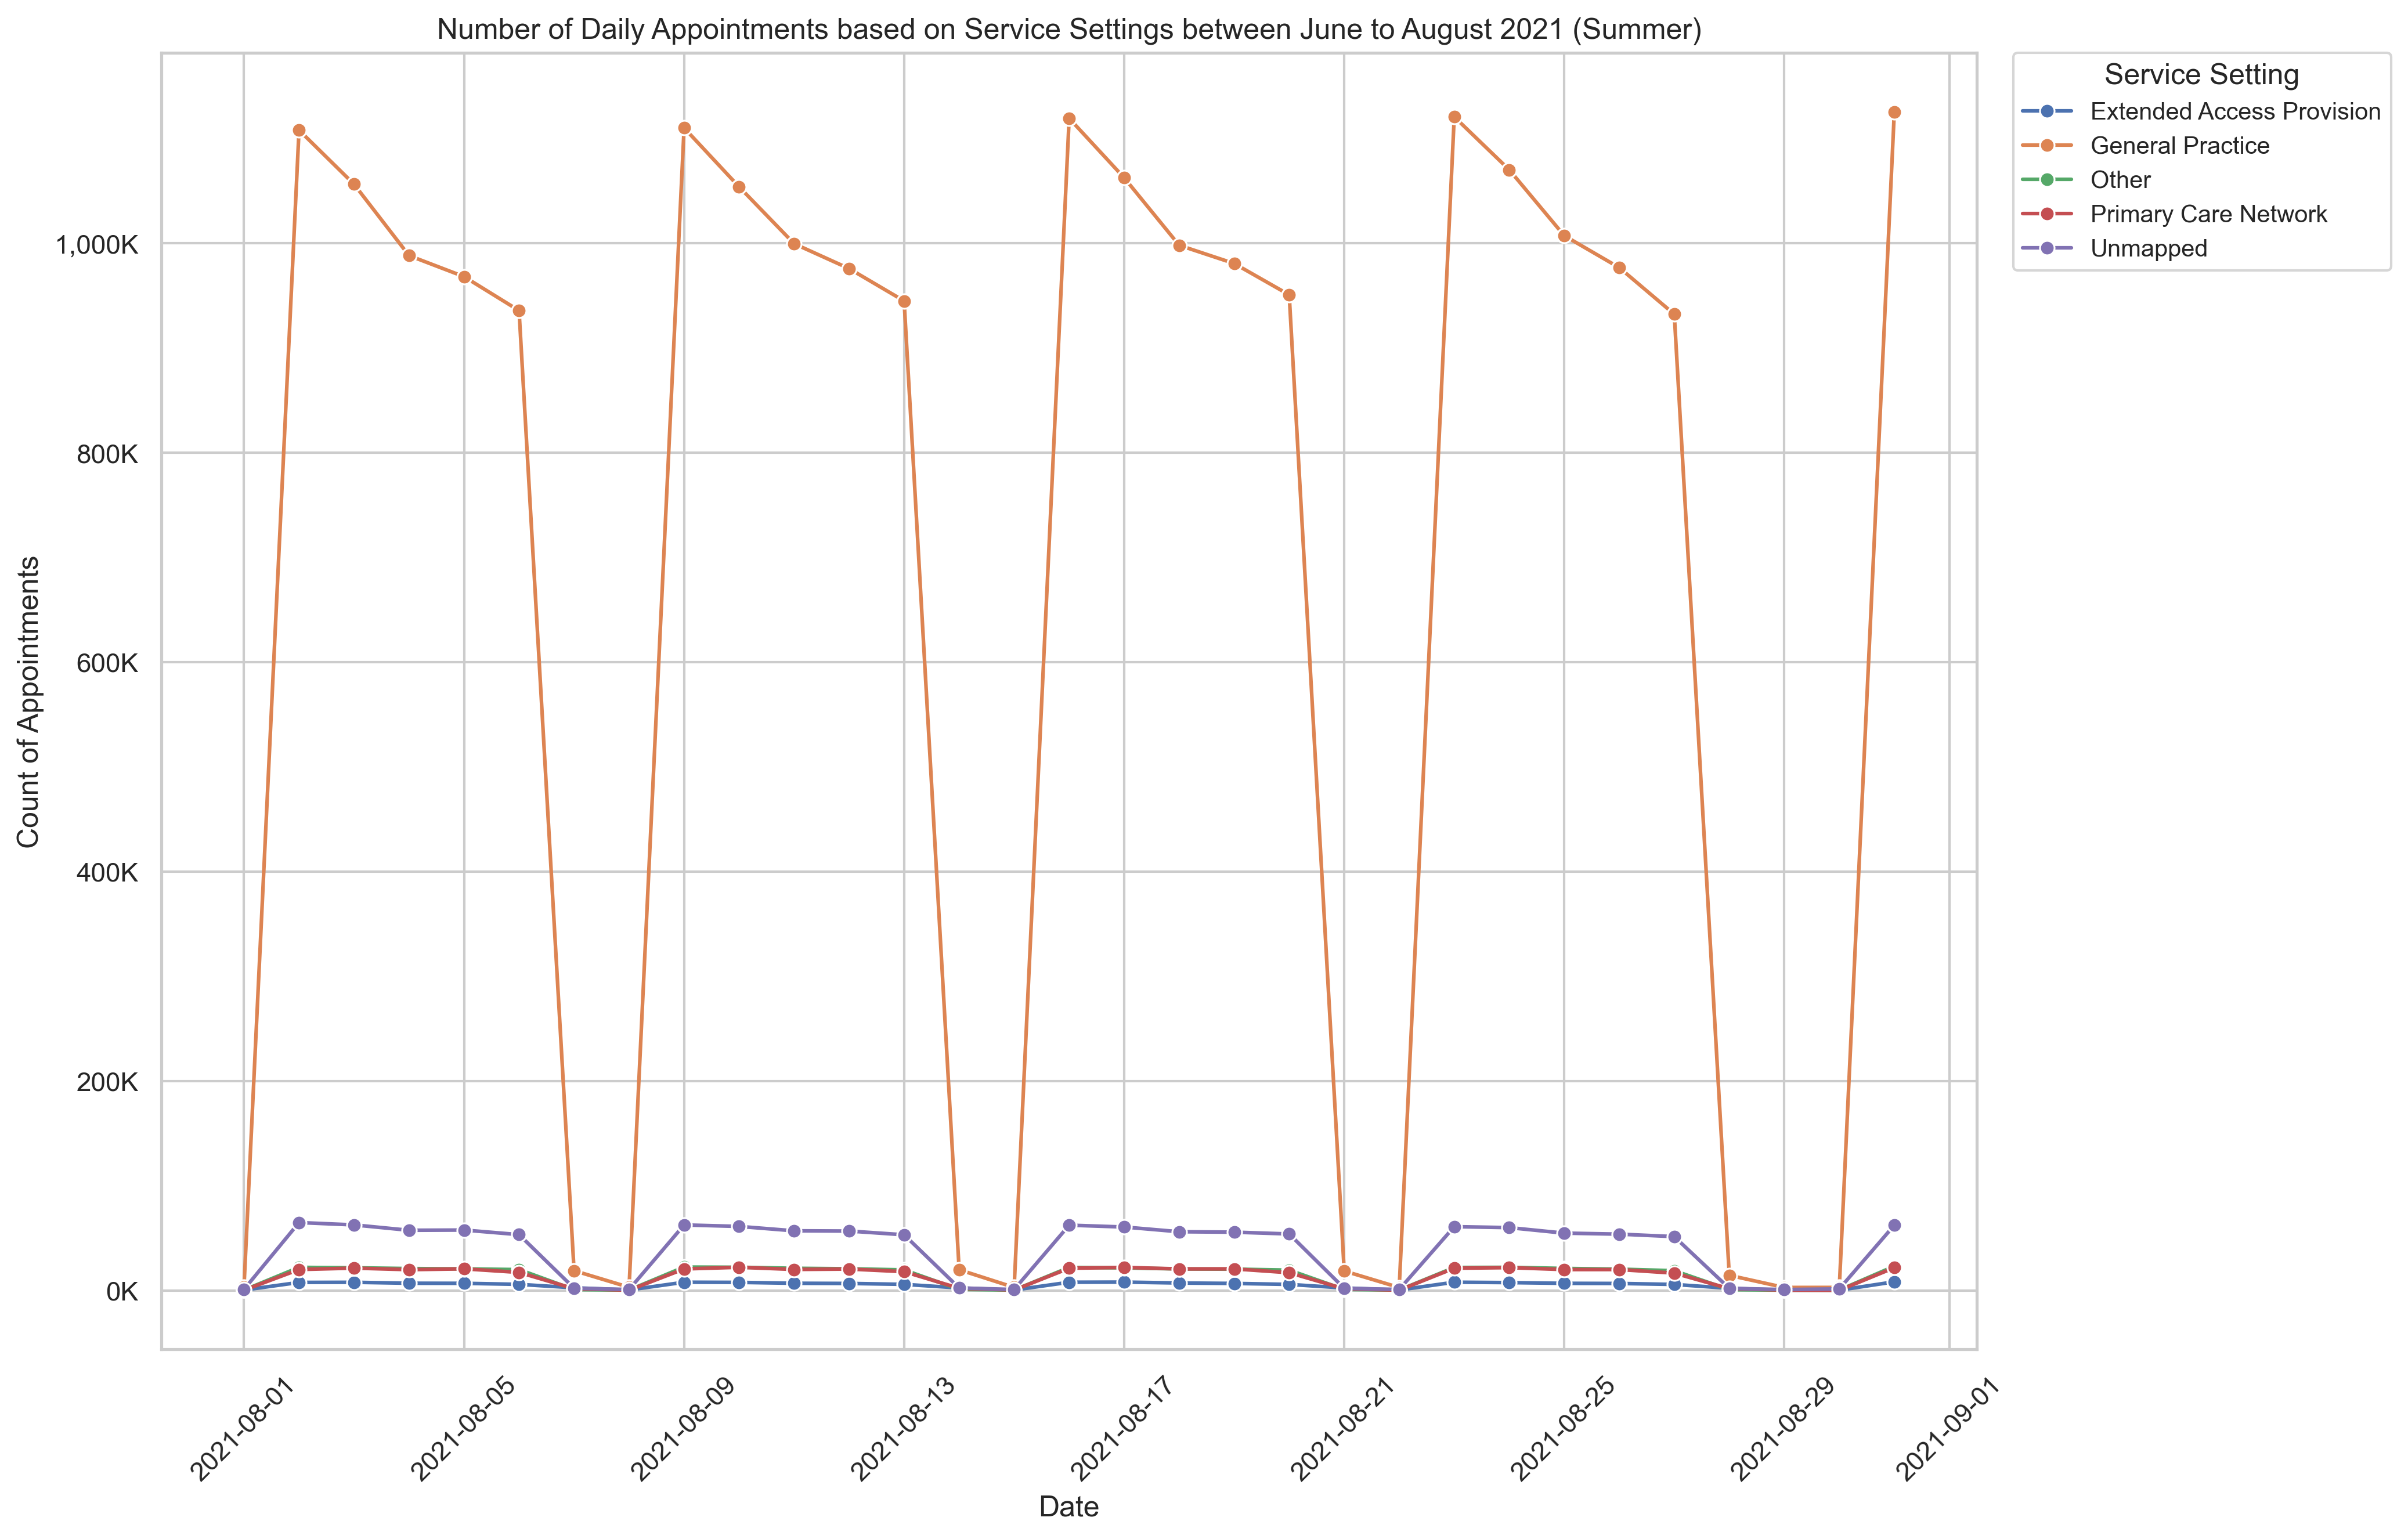 Number of Daily Appointments based on Service Settings between June to August 2021 (Summer)
Service Setting
Extended Access Provision
General Practice
Other
Primary Care Network
Unmapped
Count of Appointments
1,000K
800K
600K
400K
200K
0K
2021-08-01
2021-08-05
2021-08-09
2021-08-13
2021-08-17
2021-08-21
2021-08-25
2021-08-29
2021-09-01
Date